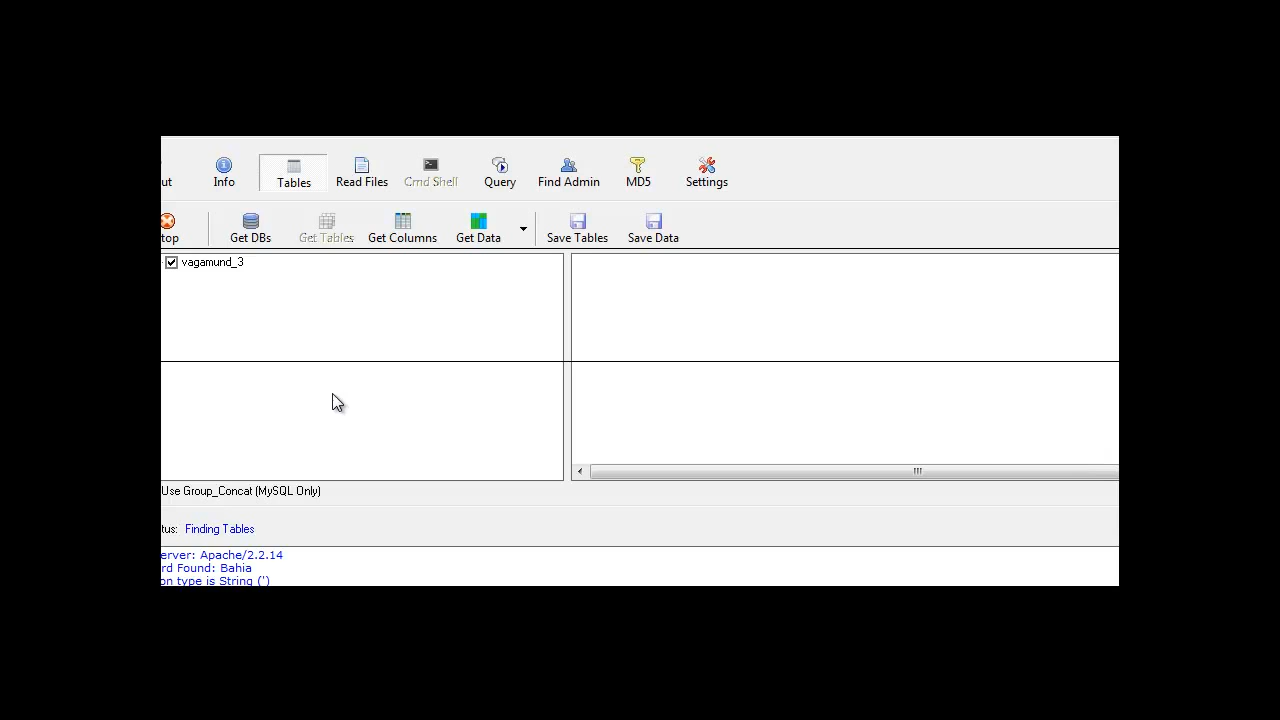 ut Info Tables Read Files Cmd Shell Query Find Admin MD5 Settings
top Get DBs Get Tables Get Columns Get Data Save Tables Save Data
vagamund_3
Use Group_Concat (MySQL Only)
tus: Finding Tables
erver: Apache/2.2.14
rd Found: Bahia
on type is String (')